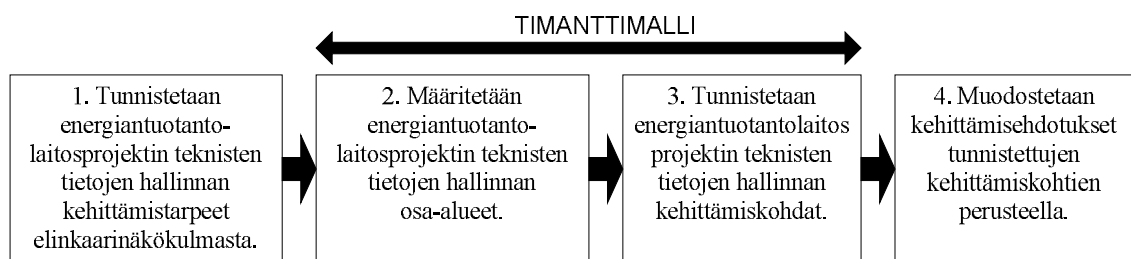 TIMANTTIMALLI
1. Tunnistetaan
energiantuotanto-
laitosprojektin teknisten
tietojen hallinnan
kehittämistarpeet
elinkaarinäkökulmasta.
2. Määritetään
energiantuotanto-
laitosprojektin teknisten
tietojen hallinnan
osa-alueet.
3. Tunnistetaan
energiantuotantolaitos
projektin teknisten
tietojen hallinnan
kehittämiskohdat.
4. Muodostetaan
kehittämisehdotukset
tunnistettujen
kehittämiskohtien
perusteella.